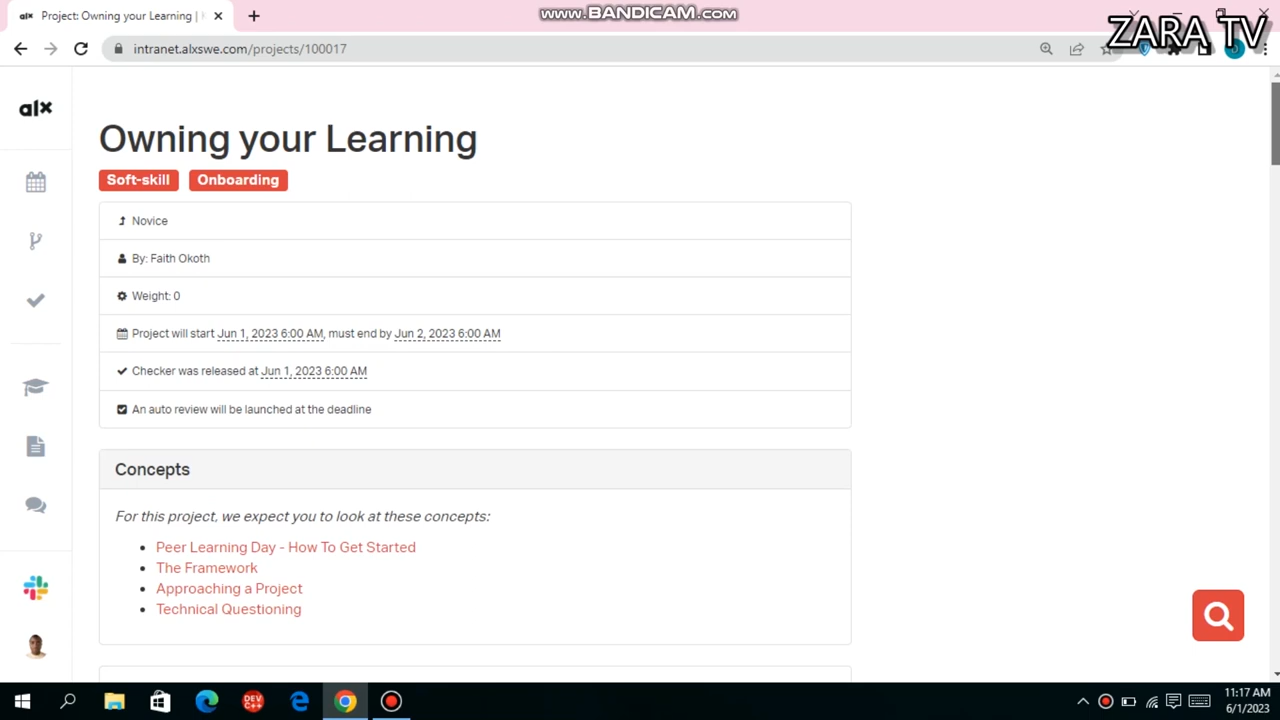 Project: Owning your Learning |
www.BANDICAM.com
ZARA TV
intranet.alxswe.com/projects/100017
alx
Owning your Learning
Soft-skill Onboarding
Novice
By: Faith Okoth
Weight: 0
Project will start Jun 1, 2023 6:00 AM, must end by Jun 2, 2023 6:00 AM
Checker was released at Jun 1, 2023 6:00 AM
An auto review will be launched at the deadline
Concepts
For this project, we expect you to look at these concepts:
Peer Learning Day - How To Get Started
The Framework
Approaching a Project
Technical Questioning
DEV C++
11:17 AM
6/1/2023